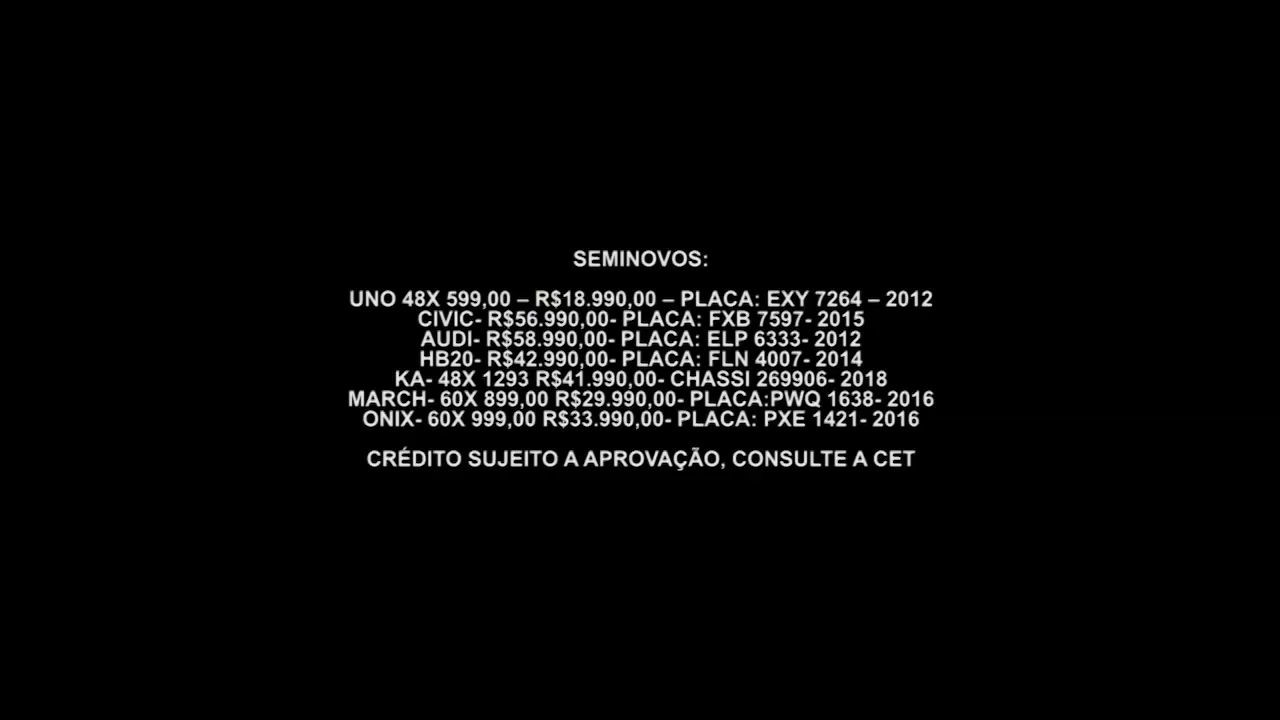 SEMINOVOS:
UNO 48X 599,00 – R$18.990,00 – PLACA: EXY 7264 – 2012
CIVIC- R$56.990,00- PLACA: FXB 7597- 2015
AUDI- R$58.990,00- PLACA: ELP 6333- 2012
HB20- R$42.990,00- PLACA: FLN 4007- 2014
KA- 48X 1293 R$41.990,00- CHASSI 269906- 2018
MARCH- 60X 899,00 R$29.990,00- PLACA:PWQ 1638- 2016
ONIX- 60X 999,00 R$33.990,00- PLACA: PXE 1421- 2016
CRÉDITO SUJEITO A APROVAÇÃO, CONSULTE A CET